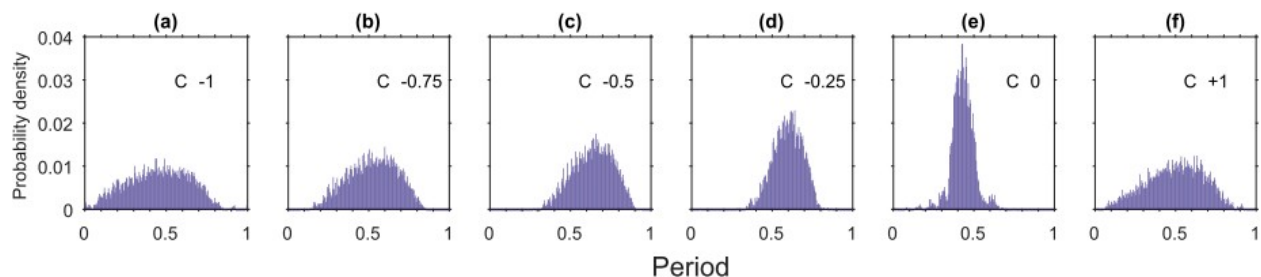 (a) (b) (c) (d) (e) (f)
Probability density
0.04
0.03
0.02
0.01
0
C -1
C -0.75
C -0.5
C -0.25
C 0
C +1
0 0.5 1 0 0.5 1 0 0.5 1 0 0.5 1 0 0.5 1 0 0.5 1
Period